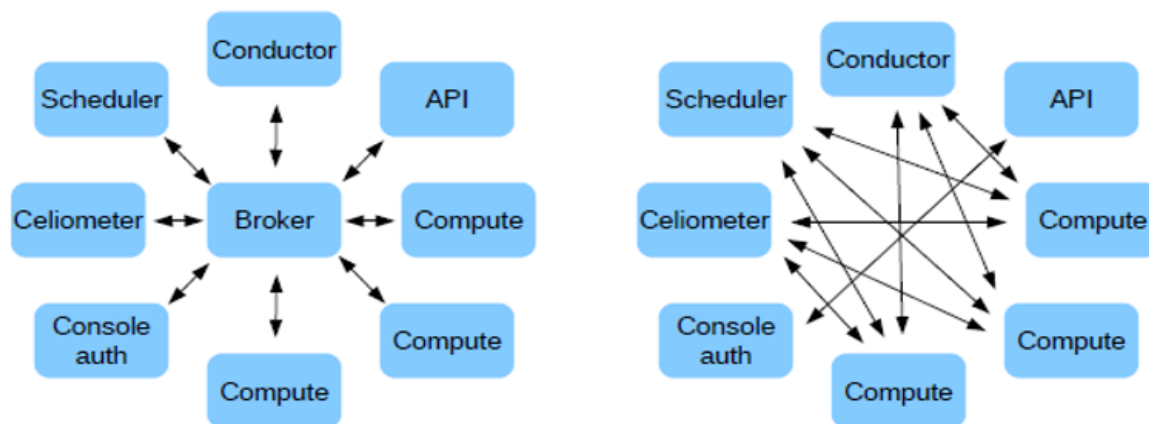 Conductor
Scheduler
API
Celiometer
Broker
Compute
Console
auth
Compute
Compute
Conductor
Scheduler
API
Celiometer
Compute
Console
auth
Compute
Compute